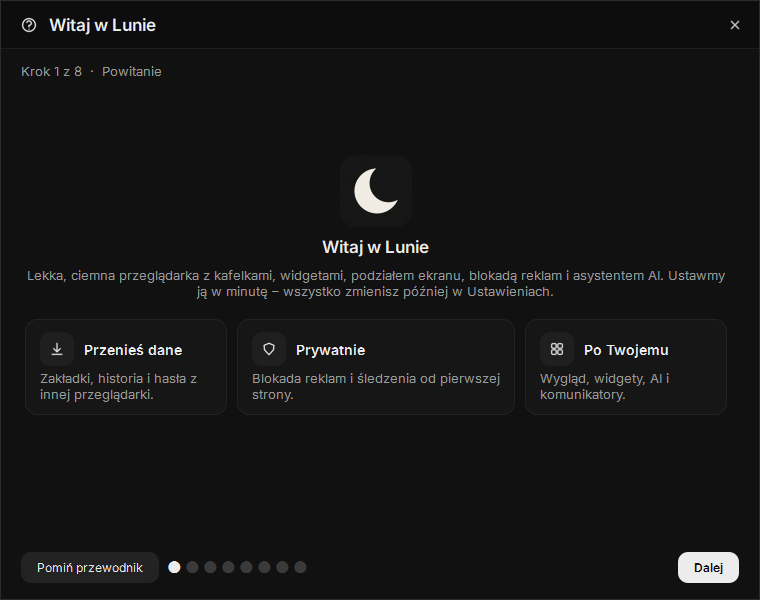 Witaj w Lunie
Krok 1 z 8 · Powitanie
Witaj w Lunie
Lekka, ciemna przeglądarka z kafelkami, widgetami, podziałem ekranu, blokadą reklam i asystentem AI. Ustawmy
ją w minutę – wszystko zmienisz później w Ustawieniach.
Przenieś dane
Zakładki, historia i hasła z
innej przeglądarki.
Prywatnie
Blokada reklam i śledzenia od pierwszej
strony.
Po Twojemu
Wygląd, widgety, AI i
komunikatory.
Pomiń przewodnik
Dalej